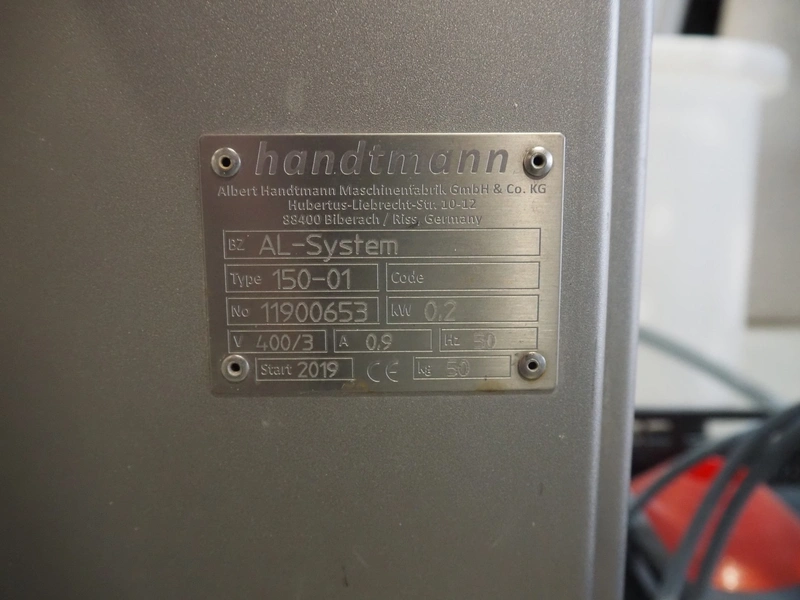 handtmann
Albert Handtmann Maschinenfabrik GmbH & Co. KG
Hubertus-Liebrecht-Str. 10-12
88400 Biberach / Riss, Germany
BZ AL-System
Type 150-01 Code
No 11900653 kW 0,2
V 400/3 A 0,9 Hz 50
Start 2019 CE kg 50